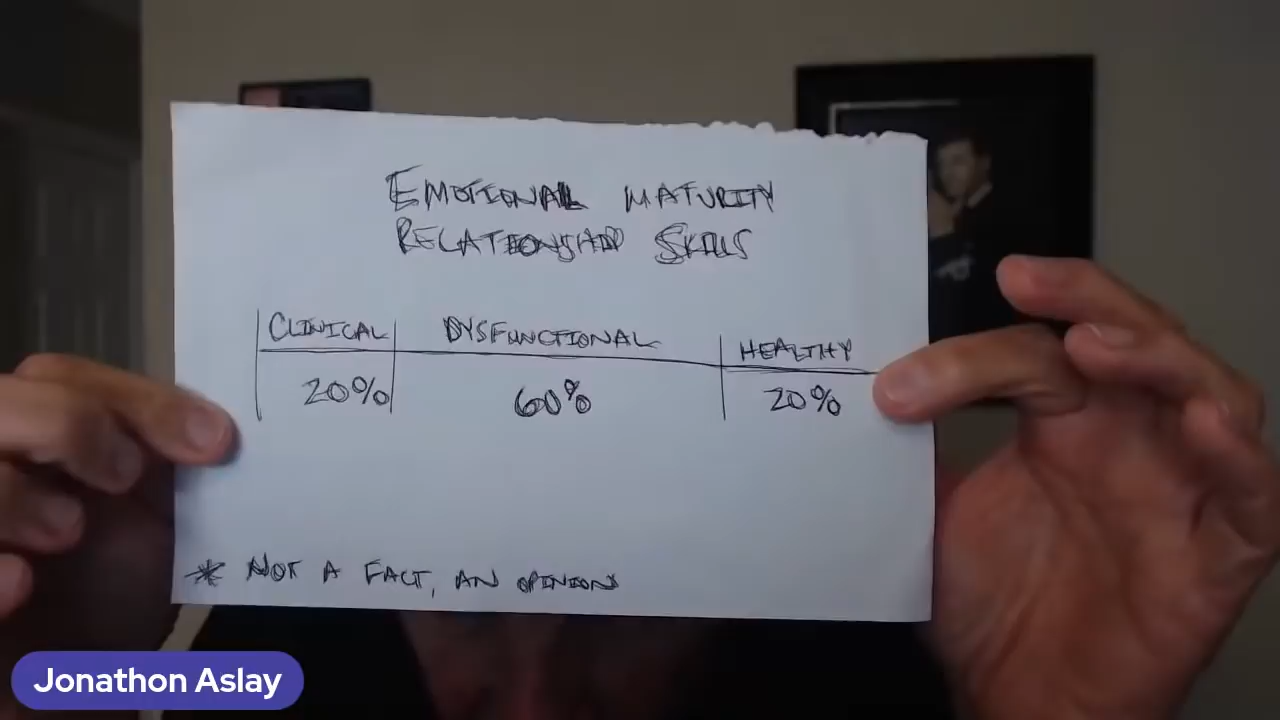 EMOTIONAL MATURITY
RELATIONSHIP SKILLS
CLINICAL DYSFUNCTIONAL HEALTHY
20% 60% 20%
* NOT A FACT, AN OPINION
Jonathon Aslay